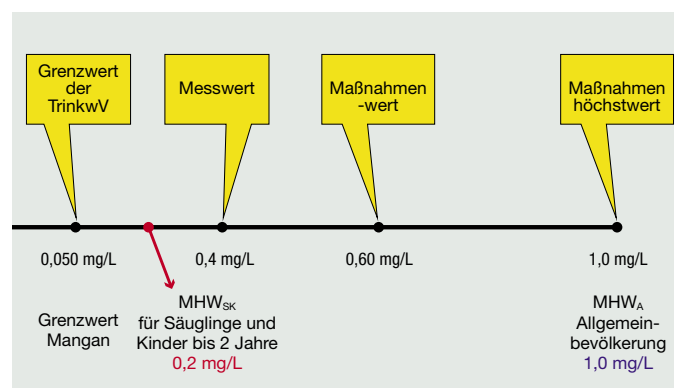 Grenzwert
der
TrinkwV
Messwert
Maßnahmen
-wert
Maßnahmen
höchstwert
0,050 mg/L
0,4 mg/L
0,60 mg/L
1,0 mg/L
Grenzwert
Mangan
MHWSK
für Säuglinge und
Kinder bis 2 Jahre
0,2 mg/L
MHWA
Allgemein-
bevölkerung
1,0 mg/L